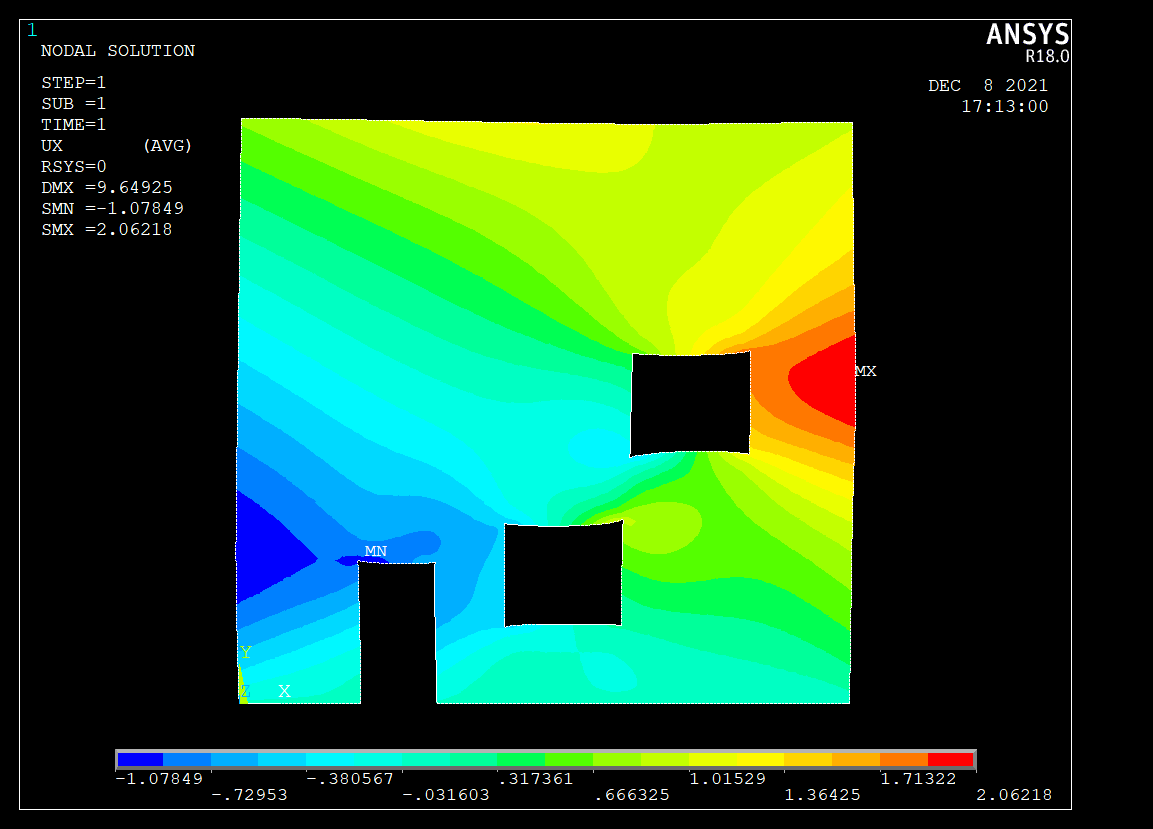 1
ANSYS
R18.0
NODAL SOLUTION
STEP=1
SUB =1
TIME=1
UX (AVG)
RSYS=0
DMX =9.64925
SMN =-1.07849
SMX =2.06218
DEC 8 2021
17:13:00
MX
MN
Y
Z X
-1.07849 -.380567 .317361 1.01529 1.71322
-.72953 -.031603 .666325 1.36425 2.06218